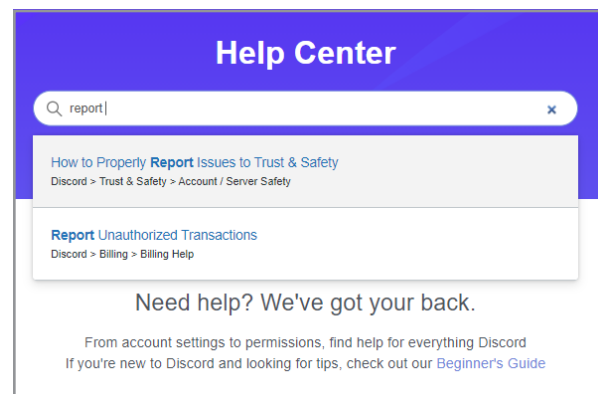 Help Center
report
How to Properly Report Issues to Trust & Safety
Discord > Trust & Safety > Account / Server Safety
Report Unauthorized Transactions
Discord > Billing > Billing Help
Need help? We've got your back.
From account settings to permissions, find help for everything Discord
If you're new to Discord and looking for tips, check out our Beginner's Guide